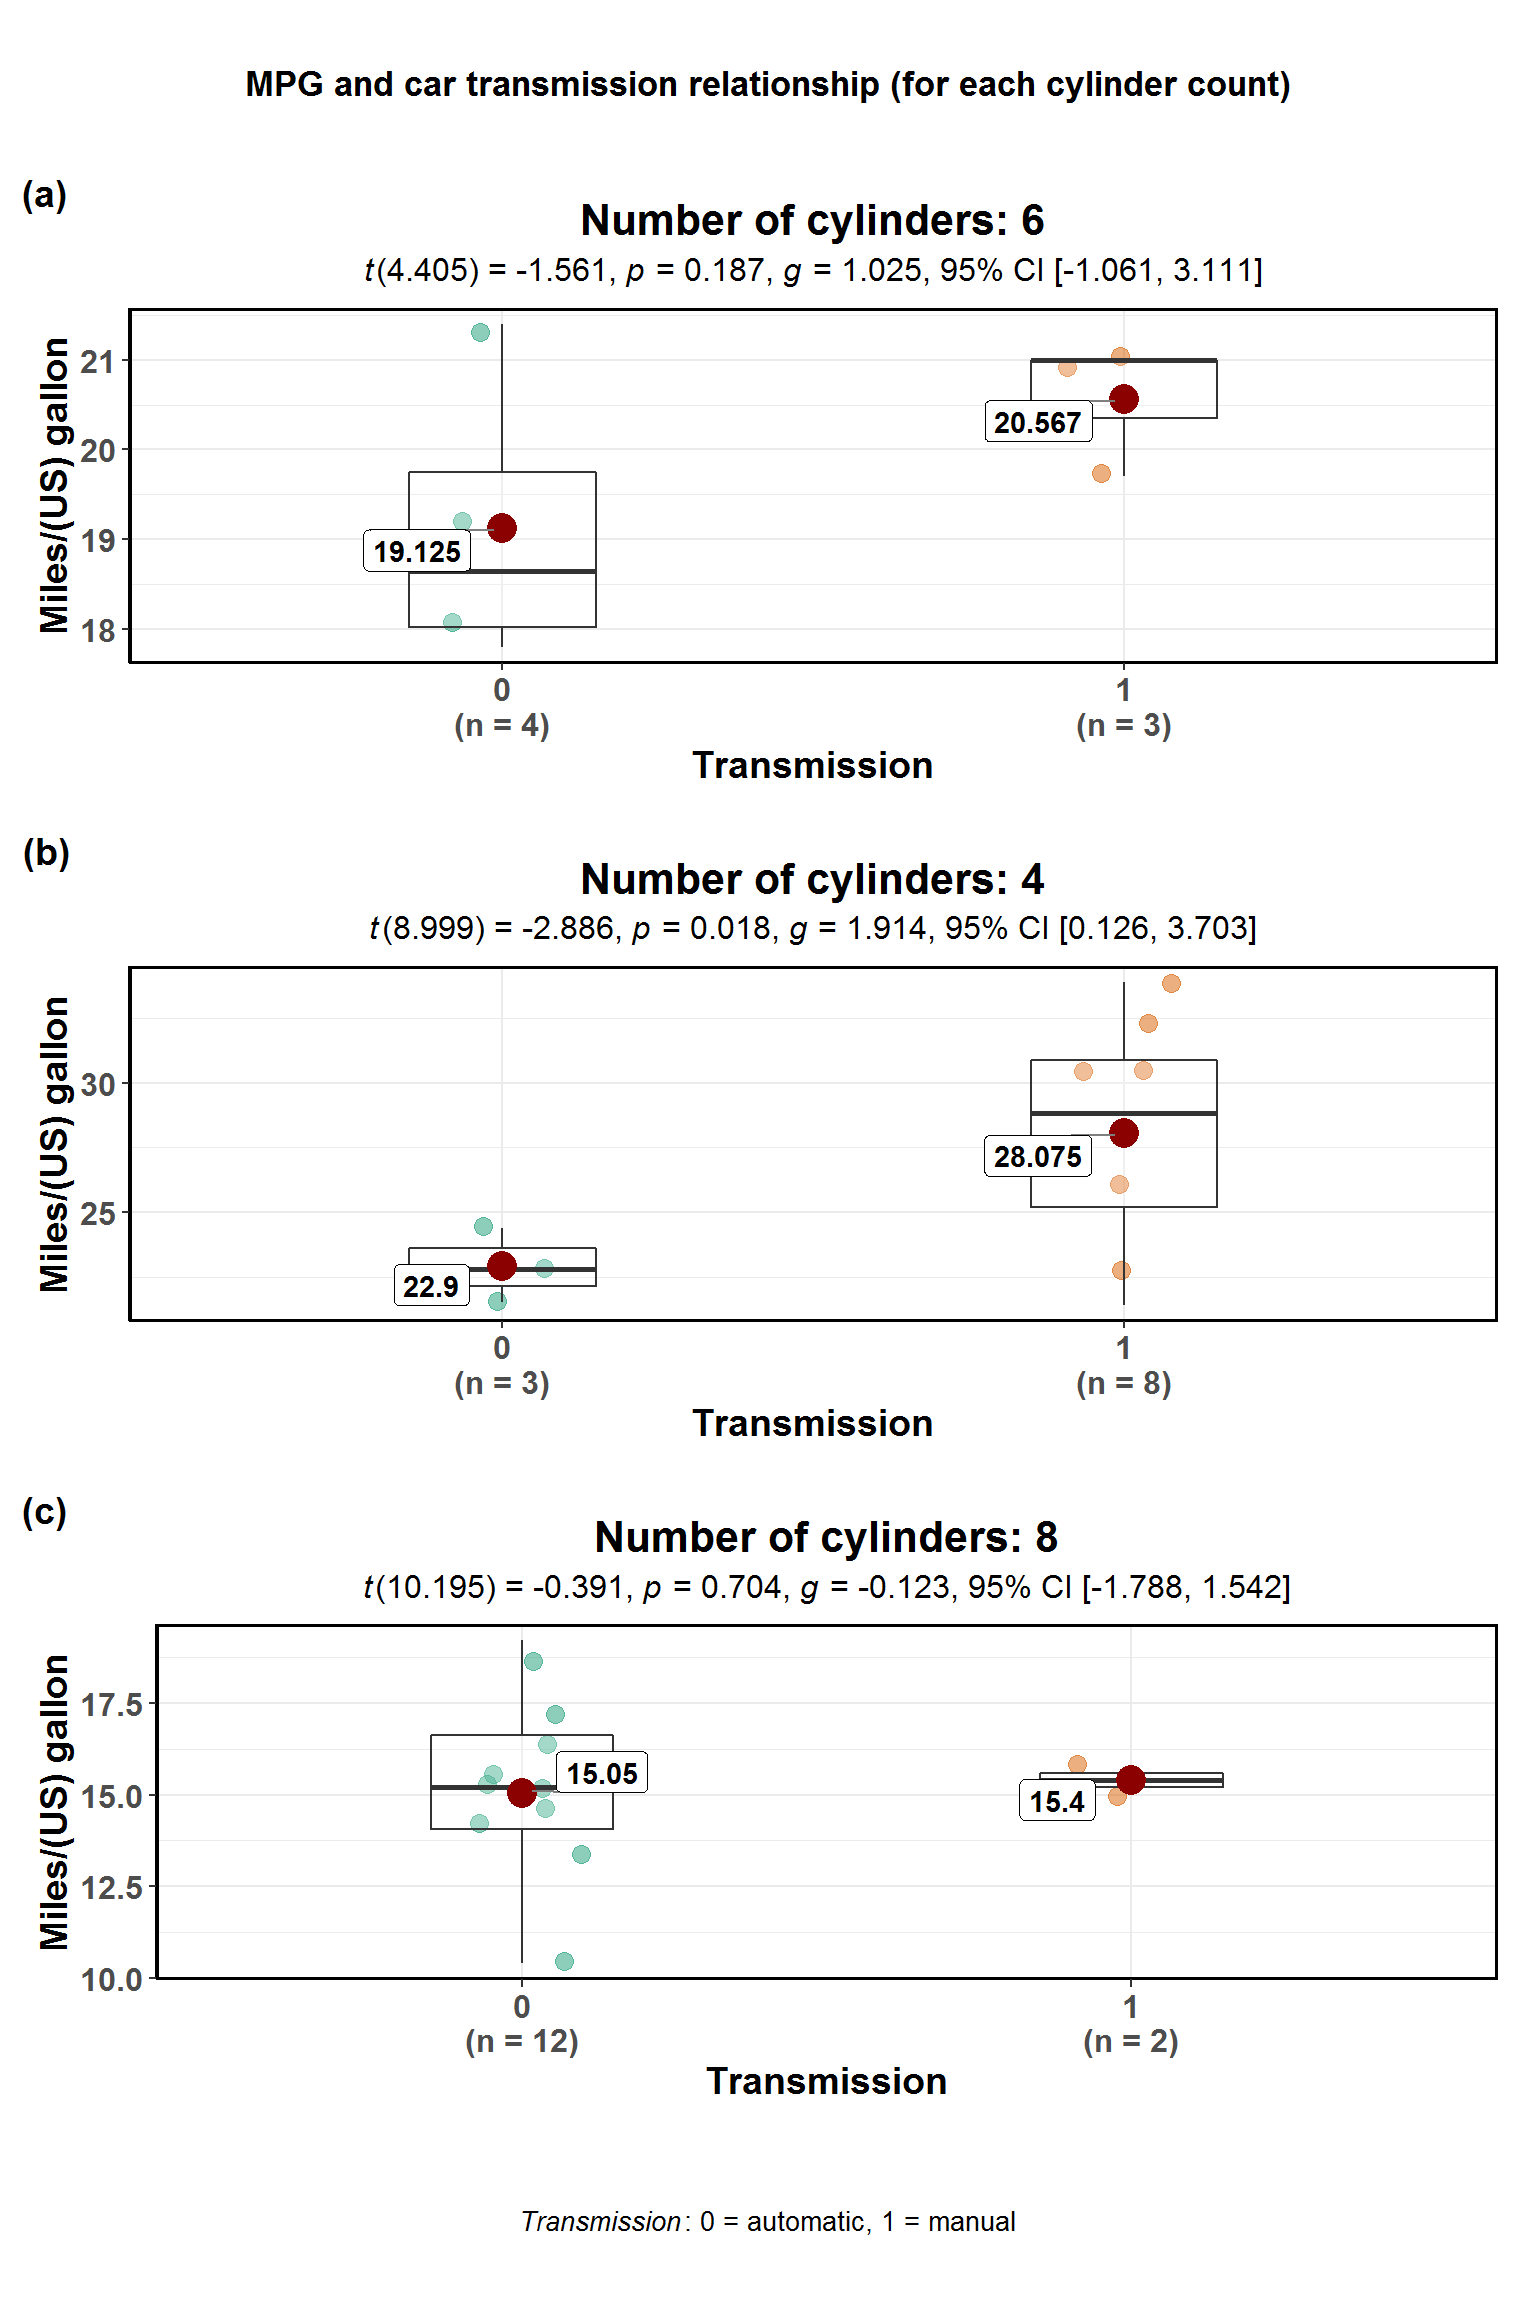 MPG and car transmission relationship (for each cylinder count)
(a)
Number of cylinders: 6
t(4.405) = -1.561, p = 0.187, g = 1.025, 95% CI [-1.061, 3.111]
Miles/(US) gallon
21
20
19
18
19.125
20.567
0
(n = 4)
1
(n = 3)
Transmission
(b)
Number of cylinders: 4
t(8.999) = -2.886, p = 0.018, g = 1.914, 95% CI [0.126, 3.703]
Miles/(US) gallon
30
25
22.9
28.075
0
(n = 3)
1
(n = 8)
Transmission
(c)
Number of cylinders: 8
t(10.195) = -0.391, p = 0.704, g = -0.123, 95% CI [-1.788, 1.542]
Miles/(US) gallon
17.5
15.0
12.5
10.0
15.05
15.4
0
(n = 12)
1
(n = 2)
Transmission
Transmission: 0 = automatic, 1 = manual